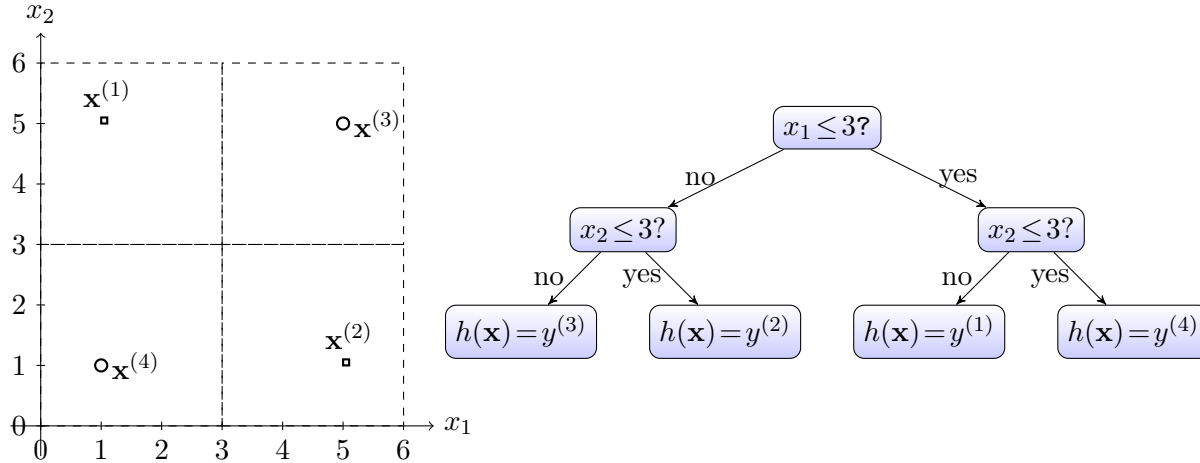 x₂
6
x⁽¹⁾
5
x⁽³⁾
4
3
2
x⁽²⁾
1
x⁽⁴⁾
0
0 1 2 3 4 5 6
x₁
x₁ ≤ 3?
no yes
x₂ ≤ 3? x₂ ≤ 3?
no yes no yes
h(x) = y⁽³⁾ h(x) = y⁽²⁾ h(x) = y⁽¹⁾ h(x) = y⁽⁴⁾